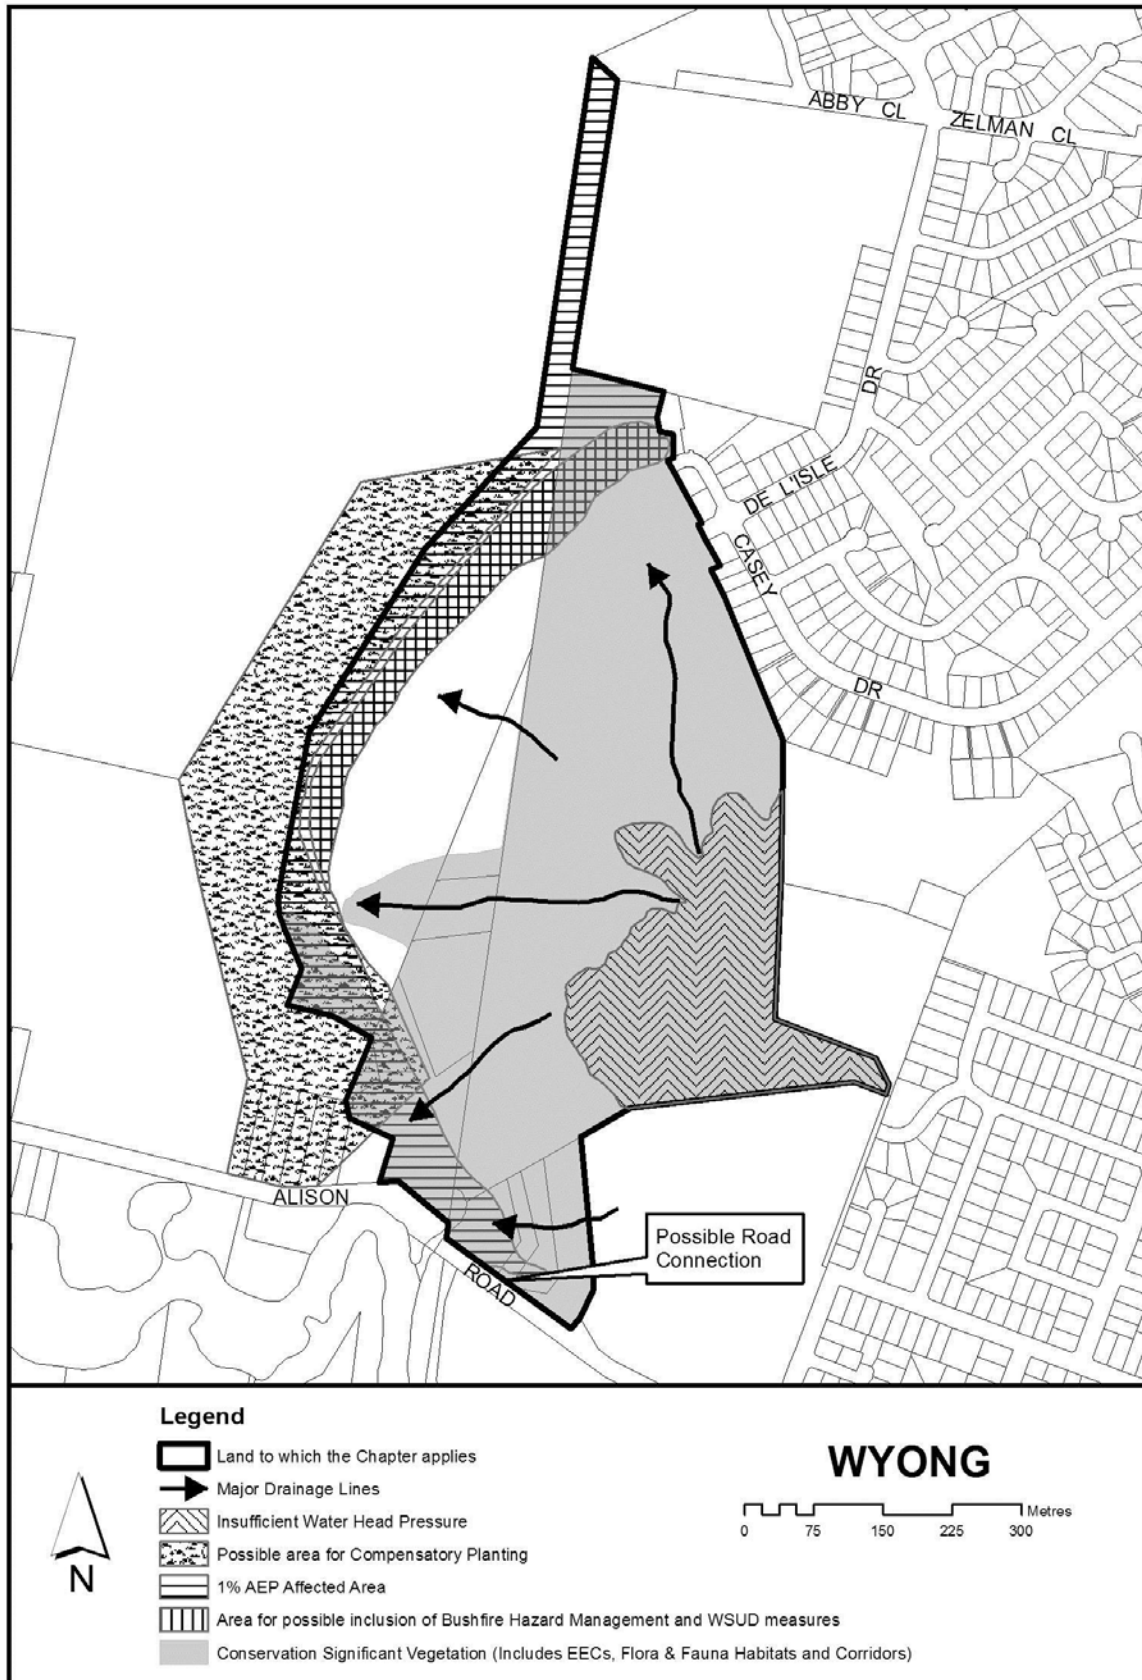 ABBY CL
ZELMAN CL
DR
DE L'ISLE
CASEY
DR
ALISON
ROAD
Possible Road
Connection
Legend
Land to which the Chapter applies
Major Drainage Lines
Insufficient Water Head Pressure
Possible area for Compensatory Planting
1% AEP Affected Area
Area for possible inclusion of Bushfire Hazard Management and WSUD measures
Conservation Significant Vegetation (Includes EECs, Flora & Fauna Habitats and Corridors)
N
WYONG
Metres
0 75 150 225 300